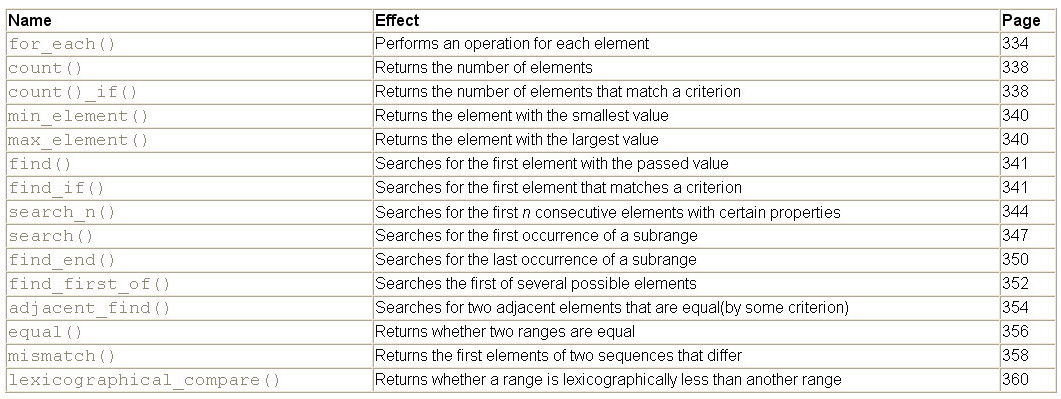 Name Effect Page
for_each() Performs an operation for each element 334
count() Returns the number of elements 338
count()_if() Returns the number of elements that match a criterion 338
min_element() Returns the element with the smallest value 340
max_element() Returns the element with the largest value 340
find() Searches for the first element with the passed value 341
find_if() Searches for the first element that matches a criterion 341
search_n() Searches for the first n consecutive elements with certain properties 344
search() Searches for the first occurrence of a subrange 347
find_end() Searches for the last occurrence of a subrange 350
find_first_of() Searches the first of several possible elements 352
adjacent_find() Searches for two adjacent elements that are equal(by some criterion) 354
equal() Returns whether two ranges are equal 356
mismatch() Returns the first elements of two sequences that differ 358
lexicographical_compare() Returns whether a range is lexicographically less than another range 360